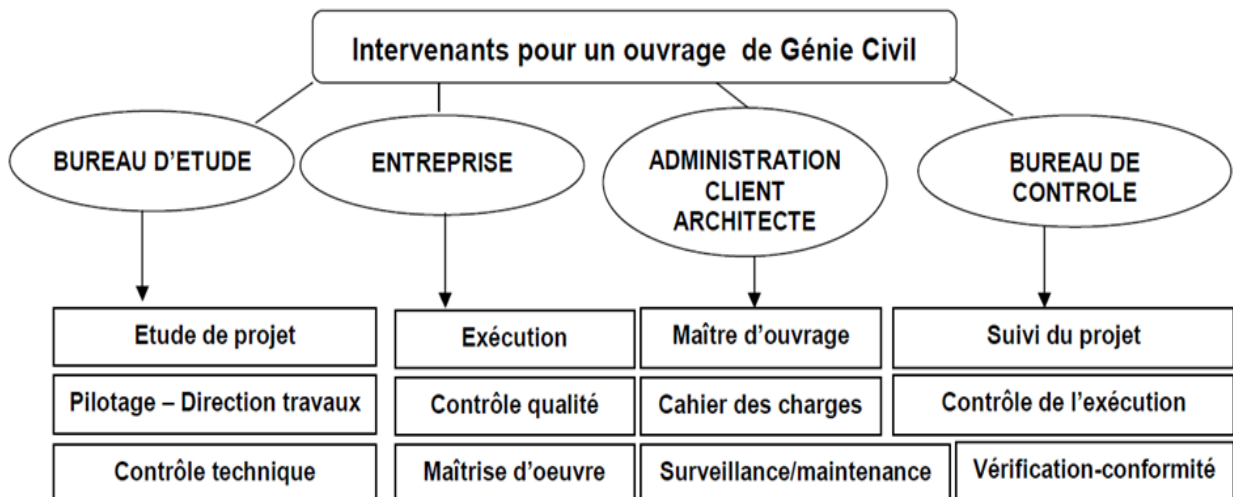 Intervenants pour un ouvrage de Génie Civil
BUREAU D'ETUDE
ENTREPRISE
ADMINISTRATION
CLIENT
ARCHITECTE
BUREAU DE
CONTROLE
Etude de projet
Exécution
Maître d'ouvrage
Suivi du projet
Pilotage – Direction travaux
Contrôle qualité
Cahier des charges
Contrôle de l'exécution
Contrôle technique
Maîtrise d'oeuvre
Surveillance/maintenance
Vérification-conformité